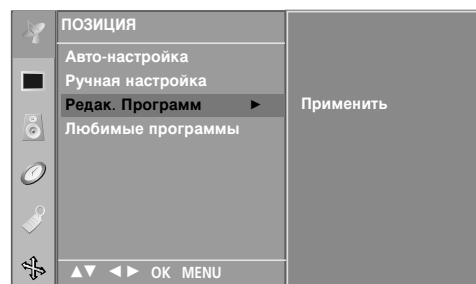 ПОЗИЦИЯ
Авто-настройка
Ручная настройка
Редак. Программ ►
Применить
Любимые программы
▲▼ ◄► OK MENU